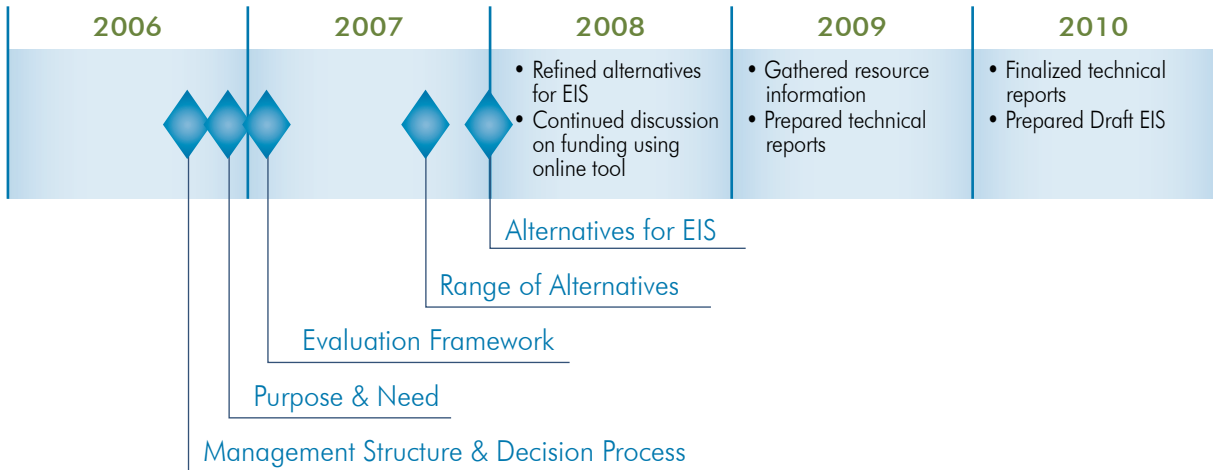 2006
2007
2008
2009
2010
• Refined alternatives
for EIS
• Continued discussion
on funding using
online tool
• Gathered resource
information
• Prepared technical
reports
• Finalized technical
reports
• Prepared Draft EIS
Alternatives for EIS
Range of Alternatives
Evaluation Framework
Purpose & Need
Management Structure & Decision Process